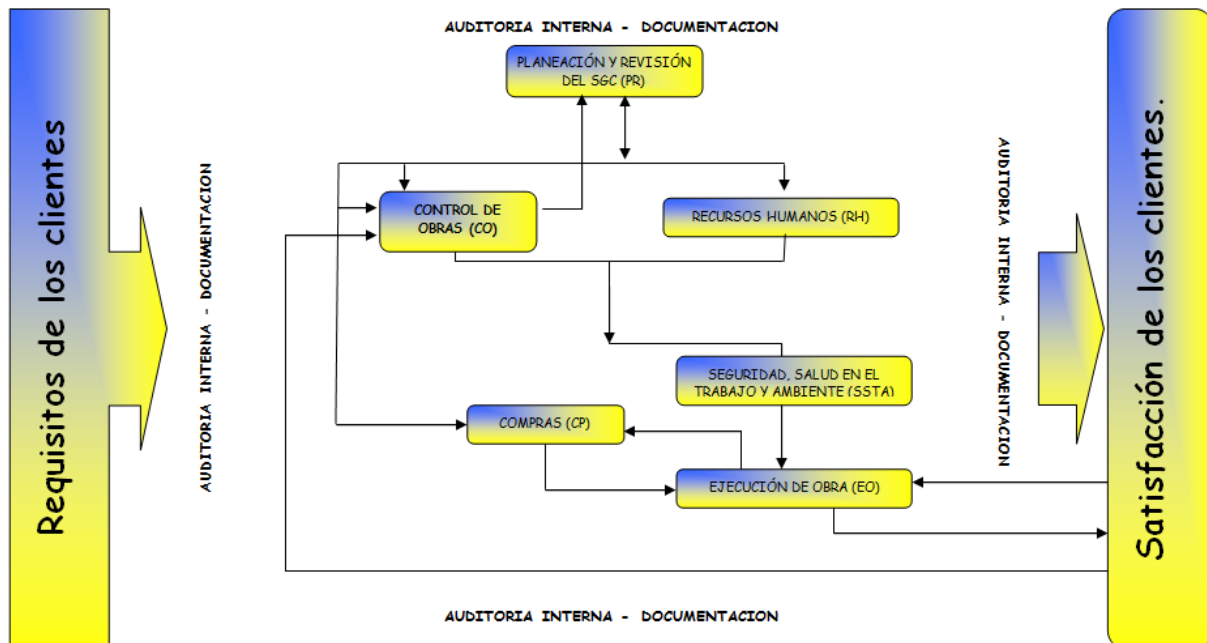 AUDITORIA INTERNA - DOCUMENTACION
PLANEACIÓN Y REVISIÓN
DEL SGC (PR)
Requisitos de los clientes
AUDITORIA INTERNA - DOCUMENTACION
CONTROL DE
OBRAS (CO)
RECURSOS HUMANOS (RH)
AUDITORIA INTERNA - DOCUMENTACION
Satisfacción de los clientes.
SEGURIDAD, SALUD EN EL
TRABAJO Y AMBIENTE (SSTA)
COMPRAS (CP)
EJECUCIÓN DE OBRA (EO)
AUDITORIA INTERNA - DOCUMENTACION